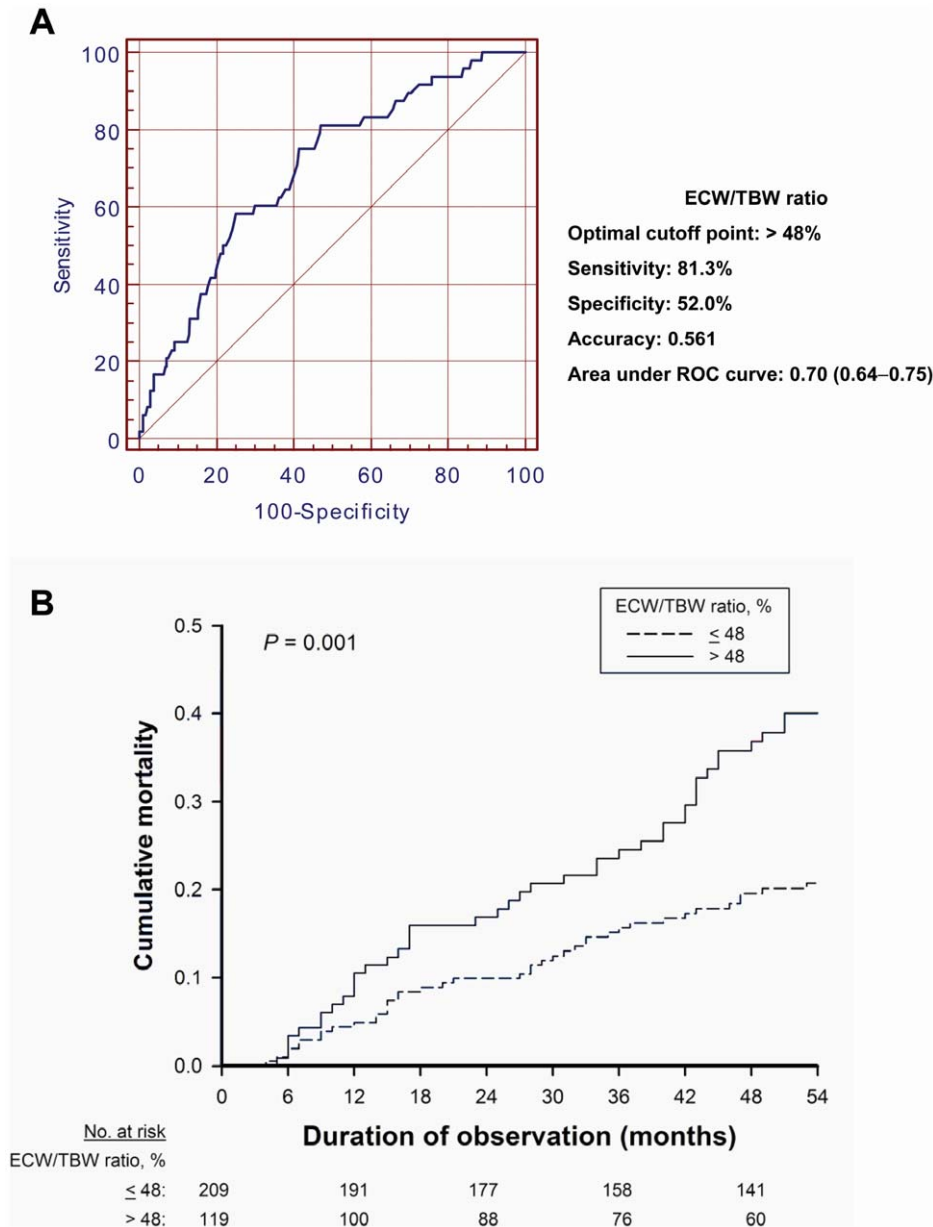 A
100
80
60
40
20
0
Sensitivity
0 20 40 60 80 100
100-Specificity
ECW/TBW ratio
Optimal cutoff point: > 48%
Sensitivity: 81.3%
Specificity: 52.0%
Accuracy: 0.561
Area under ROC curve: 0.70 (0.64–0.75)
B
ECW/TBW ratio, %
≤ 48
> 48
P = 0.001
0.5
0.4
0.3
0.2
0.1
0.0
Cumulative mortality
0 6 12 18 24 30 36 42 48 54
Duration of observation (months)
No. at risk
ECW/TBW ratio, %
≤ 48: 209 191 177 158 141
> 48: 119 100 88 76 60